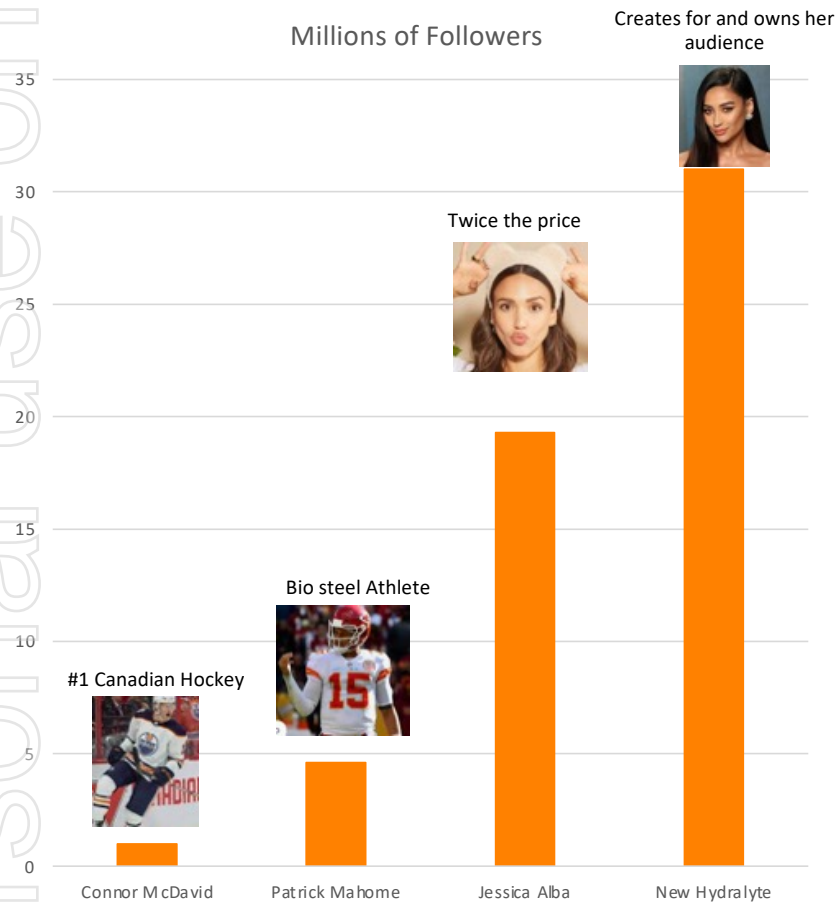 Creates for and owns her
audience
Millions of Followers
35
30
Twice the price
25
20
15
Bio steel Athlete
15
10
#1 Canadian Hockey
5
0
Connor McDavid
Patrick Mahome
Jessica Alba
New Hydralyte